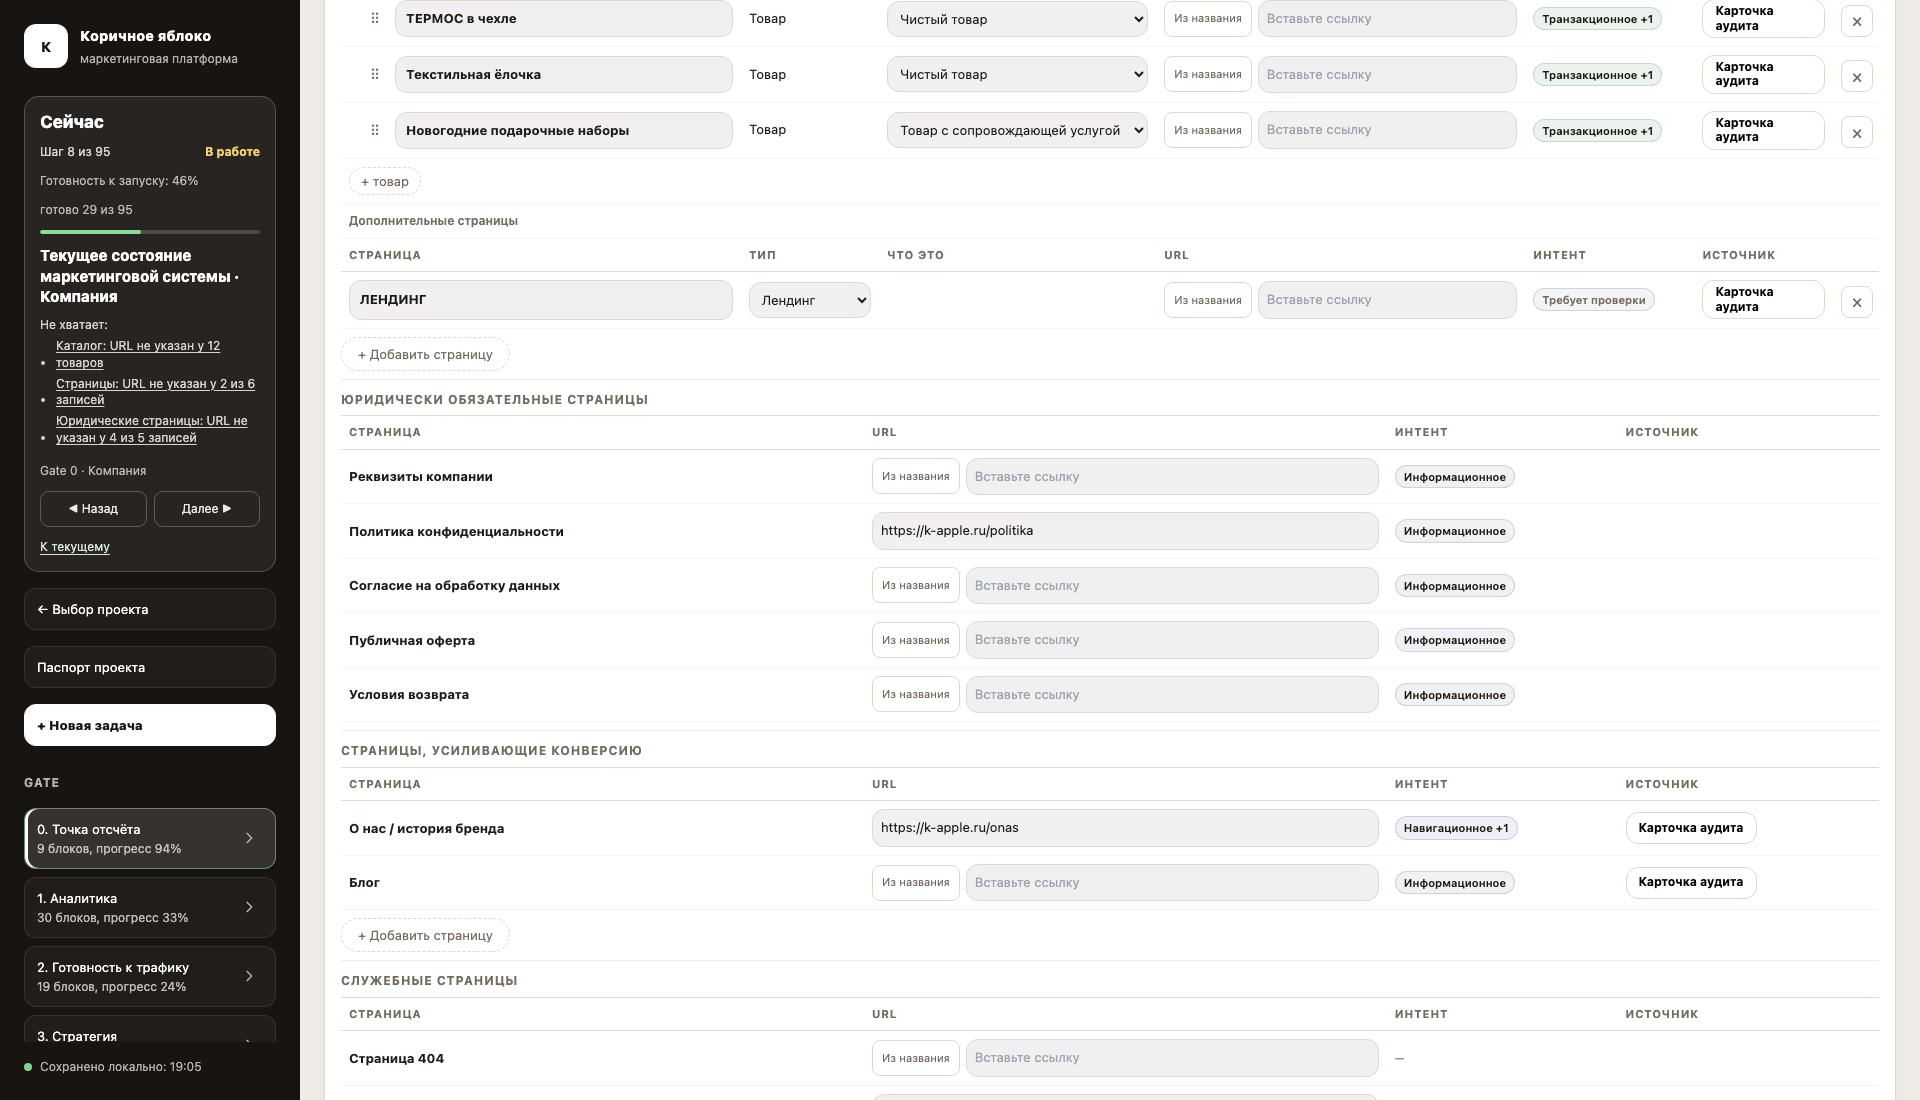 К
Коричное яблоко
маркетинговая платформа
Сейчас
Шаг 8 из 95
В работе
Готовность к запуску: 46%
готово 29 из 95
Текущее состояние
маркетинговой системы ·
Компания
Не хватает:
• Каталог: URL не указан у 12
товаров
• Страницы: URL не указан у 2 из 6
записей
• Юридические страницы: URL не
указан у 4 из 5 записей
Gate 0 · Компания
◀ Назад
Далее ▶
К текущему
← Выбор проекта
Паспорт проекта
+ Новая задача
GATE
0. Точка отсчёта
9 блоков, прогресс 94%
1. Аналитика
30 блоков, прогресс 33%
2. Готовность к трафику
19 блоков, прогресс 24%
3. Стратегия
Сохранено локально: 19:05
ТЕРМОС в чехле
Товар
Чистый товар
Из названия
Вставьте ссылку
Транзакционное +1
Карточка
аудита
×
Текстильная ёлочка
Товар
Чистый товар
Из названия
Вставьте ссылку
Транзакционное +1
Карточка
аудита
×
Новогодние подарочные наборы
Товар
Товар с сопровождающей услугой
Из названия
Вставьте ссылку
Транзакционное +1
Карточка
аудита
×
+ товар
Дополнительные страницы
СТРАНИЦА
ТИП
ЧТО ЭТО
URL
ИНТЕНТ
ИСТОЧНИК
ЛЕНДИНГ
Лендинг
Из названия
Вставьте ссылку
Требует проверки
Карточка
аудита
×
+ Добавить страницу
ЮРИДИЧЕСКИ ОБЯЗАТЕЛЬНЫЕ СТРАНИЦЫ
СТРАНИЦА
URL
ИНТЕНТ
ИСТОЧНИК
Реквизиты компании
Из названия
Вставьте ссылку
Информационное
Политика конфиденциальности
https://k-apple.ru/politika
Информационное
Согласие на обработку данных
Из названия
Вставьте ссылку
Информационное
Публичная оферта
Из названия
Вставьте ссылку
Информационное
Условия возврата
Из названия
Вставьте ссылку
Информационное
СТРАНИЦЫ, УСИЛИВАЮЩИЕ КОНВЕРСИЮ
СТРАНИЦА
URL
ИНТЕНТ
ИСТОЧНИК
О нас / история бренда
https://k-apple.ru/onas
Навигационное +1
Карточка аудита
Блог
Из названия
Вставьте ссылку
Информационное
Карточка аудита
+ Добавить страницу
СЛУЖЕБНЫЕ СТРАНИЦЫ
СТРАНИЦА
URL
ИНТЕНТ
ИСТОЧНИК
Страница 404
Из названия
Вставьте ссылку
—